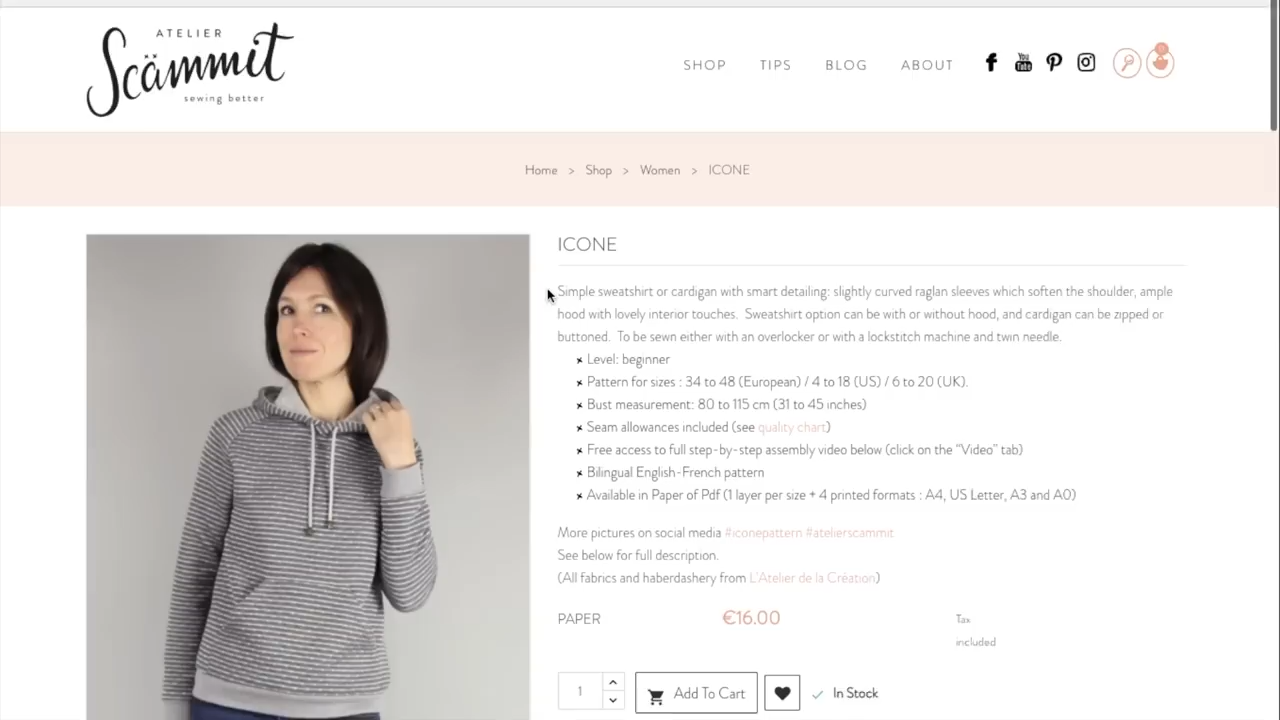 ATELIER
Scämmit
sewing better
SHOP TIPS BLOG ABOUT
You Tube
Home > Shop > Women > ICONE
ICONE
Simple sweatshirt or cardigan with smart detailing: slightly curved raglan sleeves which soften the shoulder, ample
hood with lovely interior touches. Sweatshirt option can be with or without hood, and cardigan can be zipped or
buttoned. To be sewn either with an overlocker or with a lockstitch machine and twin needle.
Level: beginner
Pattern for sizes : 34 to 48 (European) / 4 to 18 (US) / 6 to 20 (UK).
Bust measurement: 80 to 115 cm (31 to 45 inches)
Seam allowances included (see quality chart)
Free access to full step-by-step assembly video below (click on the “Video” tab)
Bilingual English-French pattern
Available in Paper of Pdf (1 layer per size + 4 printed formats : A4, US Letter, A3 and A0)
More pictures on social media #iconepattern #atelierscammit
See below for full description.
(All fabrics and haberdashery from L'Atelier de la Création)
PAPER €16.00 Tax
included
1 Add To Cart In Stock